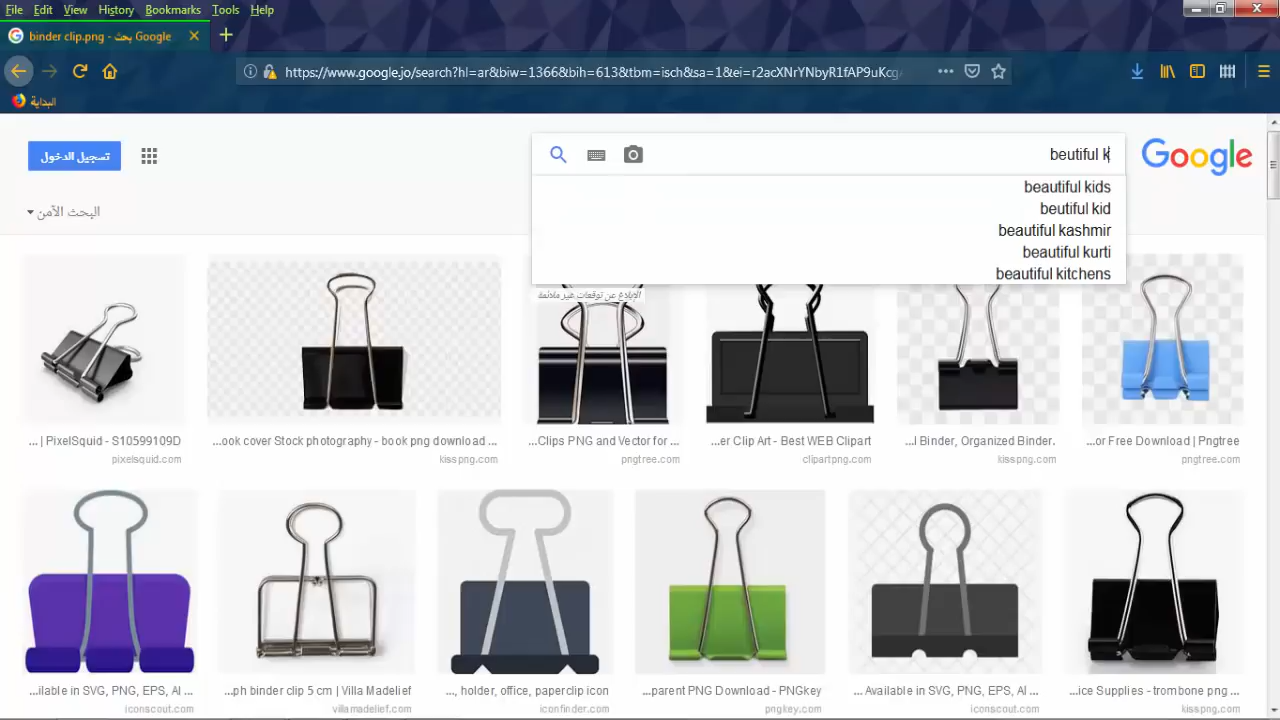 File Edit View History Bookmarks Tools Help
binder clip.png - بحث Google
https://www.google.jo/search?hl=ar&biw=1366&bih=613&tbm=isch&sa=1&ei=r2acXNrYNbyR1fAP9uKcg
البداية
تسجيل الدخول
beutiful k
Google
beautiful kids
beutiful kid
beautiful kashmir
beautiful kurti
beautiful kitchens
البحث الآمن
الإبلاغ عن توقعات غير ملائمة
... | PixelSquid - S10599109D
...ook cover Stock photography - book png download ...
...Clips PNG and Vector for ...
...er Clip Art - Best WEB Clipart
...l Binder, Organized Binder.
...or Free Download | Pngtree
pixelsquid.com
kisspng.com
pngtree.com
clipartpng.com
kisspng.com
pngtree.com
...ilable in SVG, PNG, EPS, AI ...
...ph binder clip 5 cm | Villa Madelief
..., holder, office, paperclip icon
...parent PNG Download - PNGkey
...Available in SVG, PNG, EPS, AI ...
...ice Supplies - trombone png ...
iconscout.com
villamadelief.com
iconfinder.com
pngkey.com
iconscout.com
kisspng.com